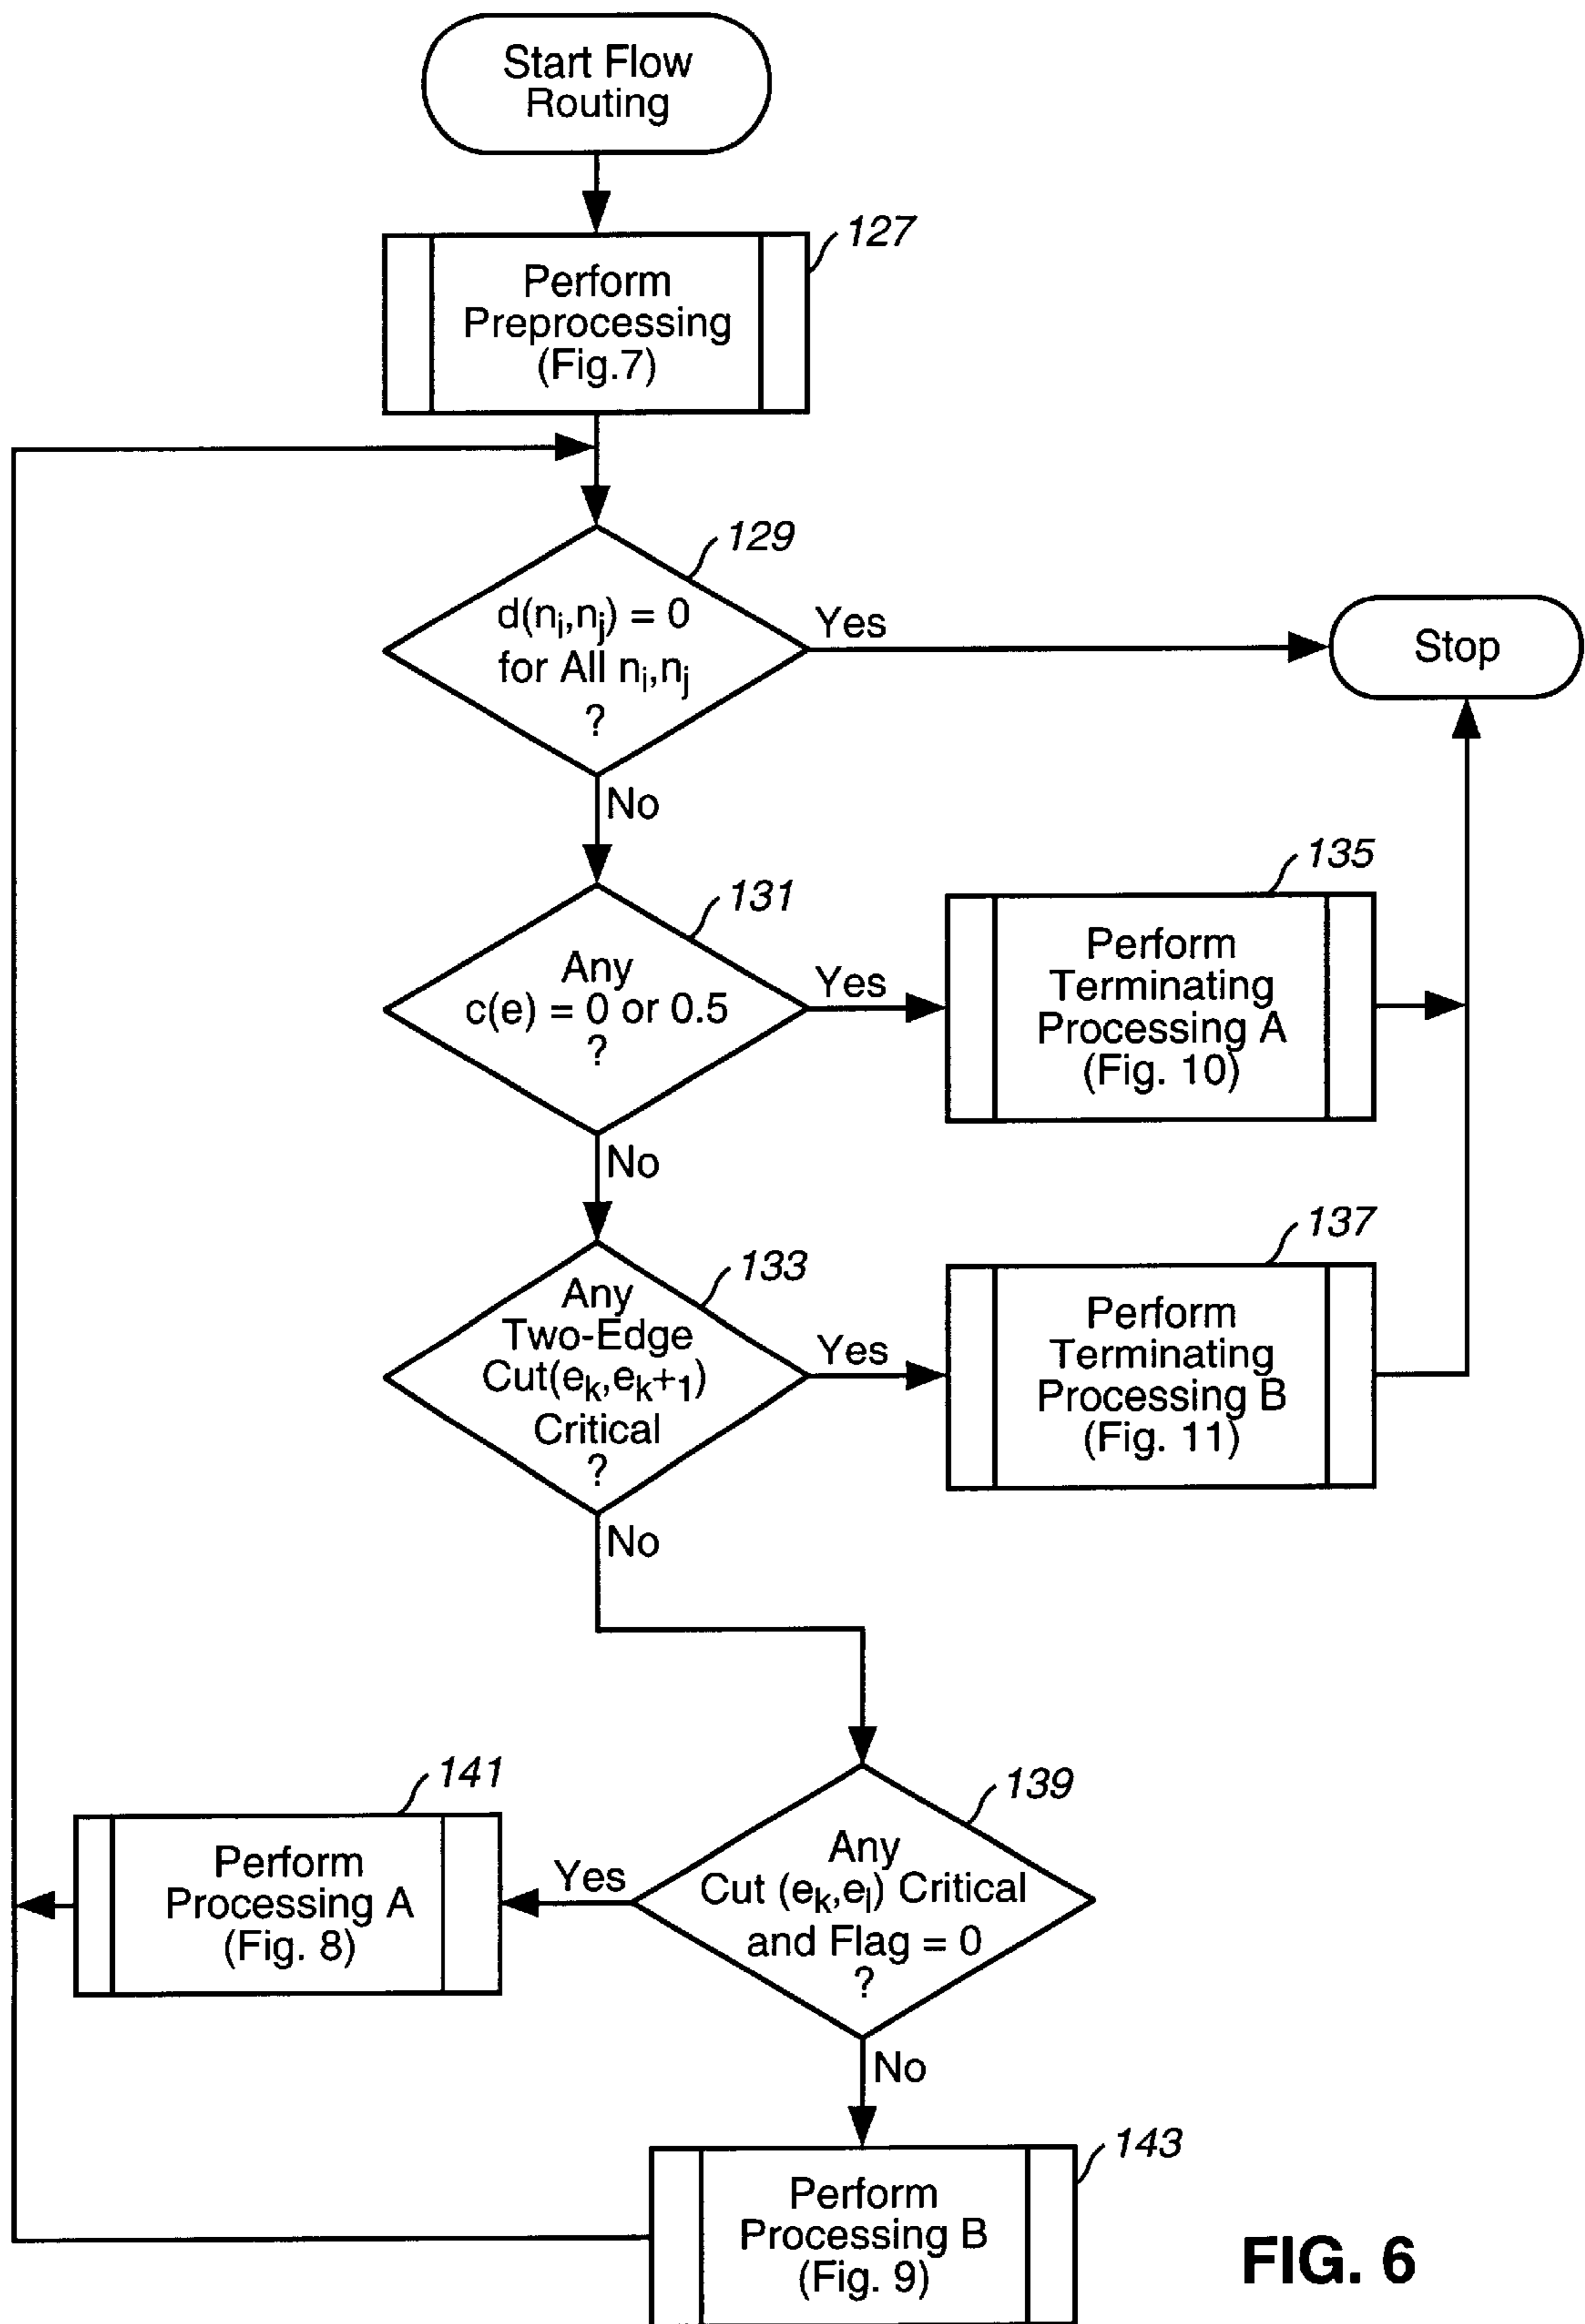 Start Flow
Routing
127
Perform
Preprocessing
(Fig.7)
129
d(ni,nj) = 0
for All ni,nj
?
Yes
Stop
No
131
Any
c(e) = 0 or 0.5
?
Yes
135
Perform
Terminating
Processing A
(Fig. 10)
No
133
Any
Two-Edge
Cut(ek,ek+1)
Critical
?
Yes
137
Perform
Terminating
Processing B
(Fig. 11)
No
139
Any
Cut (ek,el) Critical
and Flag = 0
?
Yes
141
Perform
Processing A
(Fig. 8)
No
143
Perform
Processing B
(Fig. 9)
FIG. 6